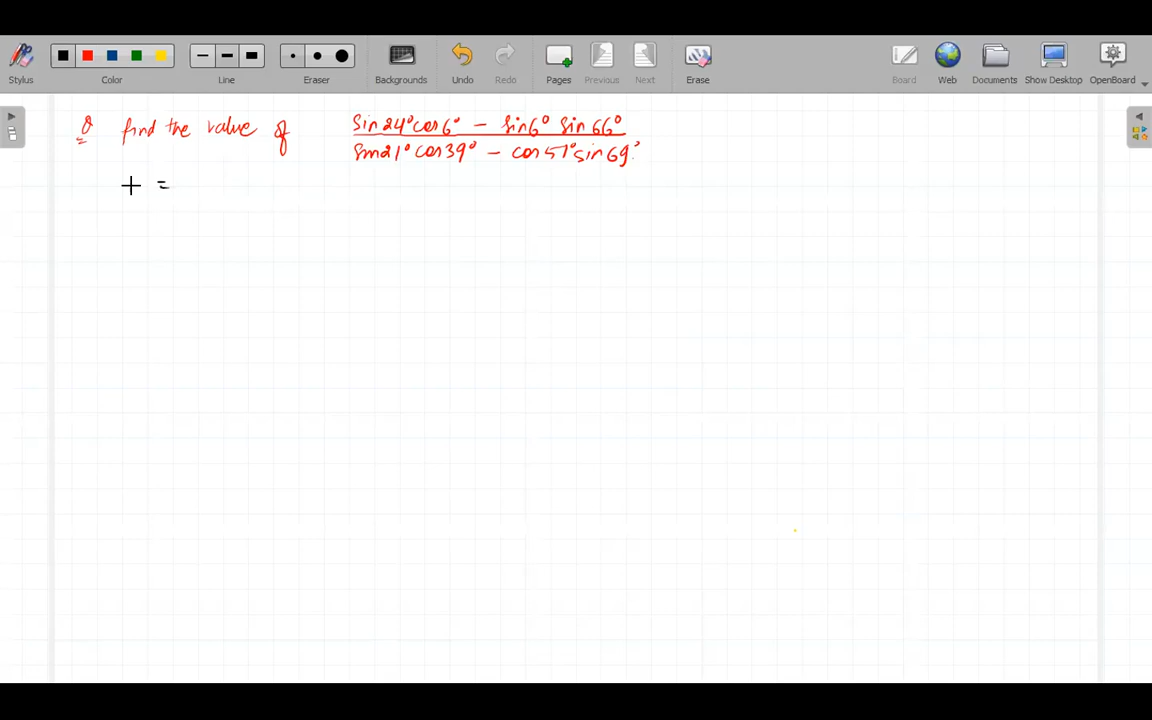 Stylus Color Line Eraser Backgrounds Undo Redo Pages Previous Next Erase Board Web Documents Show Desktop OpenBoard
Q find the value of sin24°cos6° - sin6° sin66°
sin21° cos39° - cos51° sin69°
=